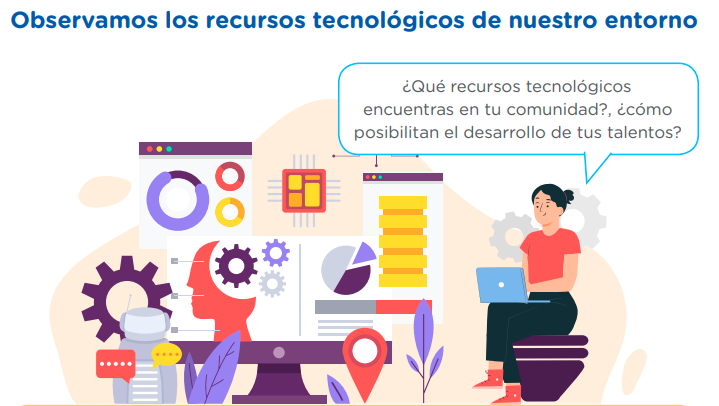 Observamos los recursos tecnológicos de nuestro entorno
¿Qué recursos tecnológicos
encuentras en tu comunidad?, ¿cómo
posibilitan el desarrollo de tus talentos?